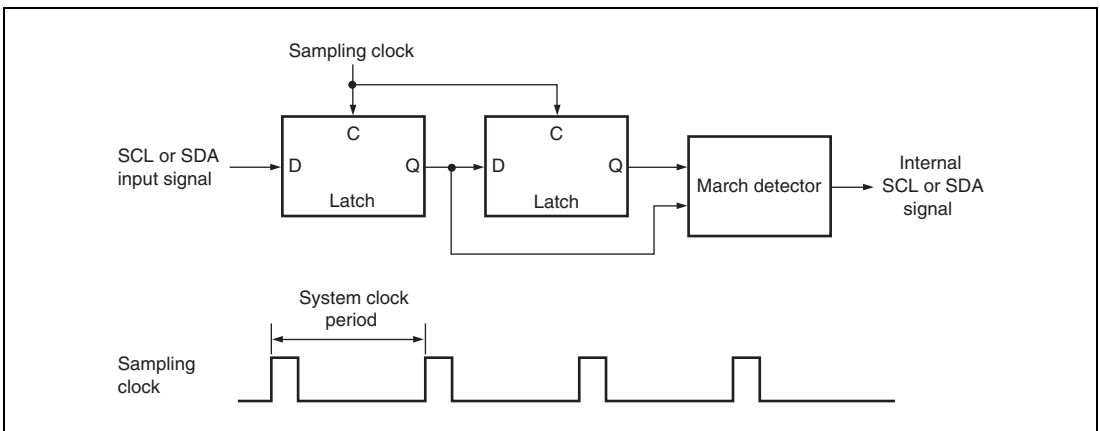 Sampling clock
C
C
SCL or SDA
input signal
D
Q
D
Q
Latch
Latch
March detector
Internal
SCL or SDA
signal
System clock
period
Sampling
clock